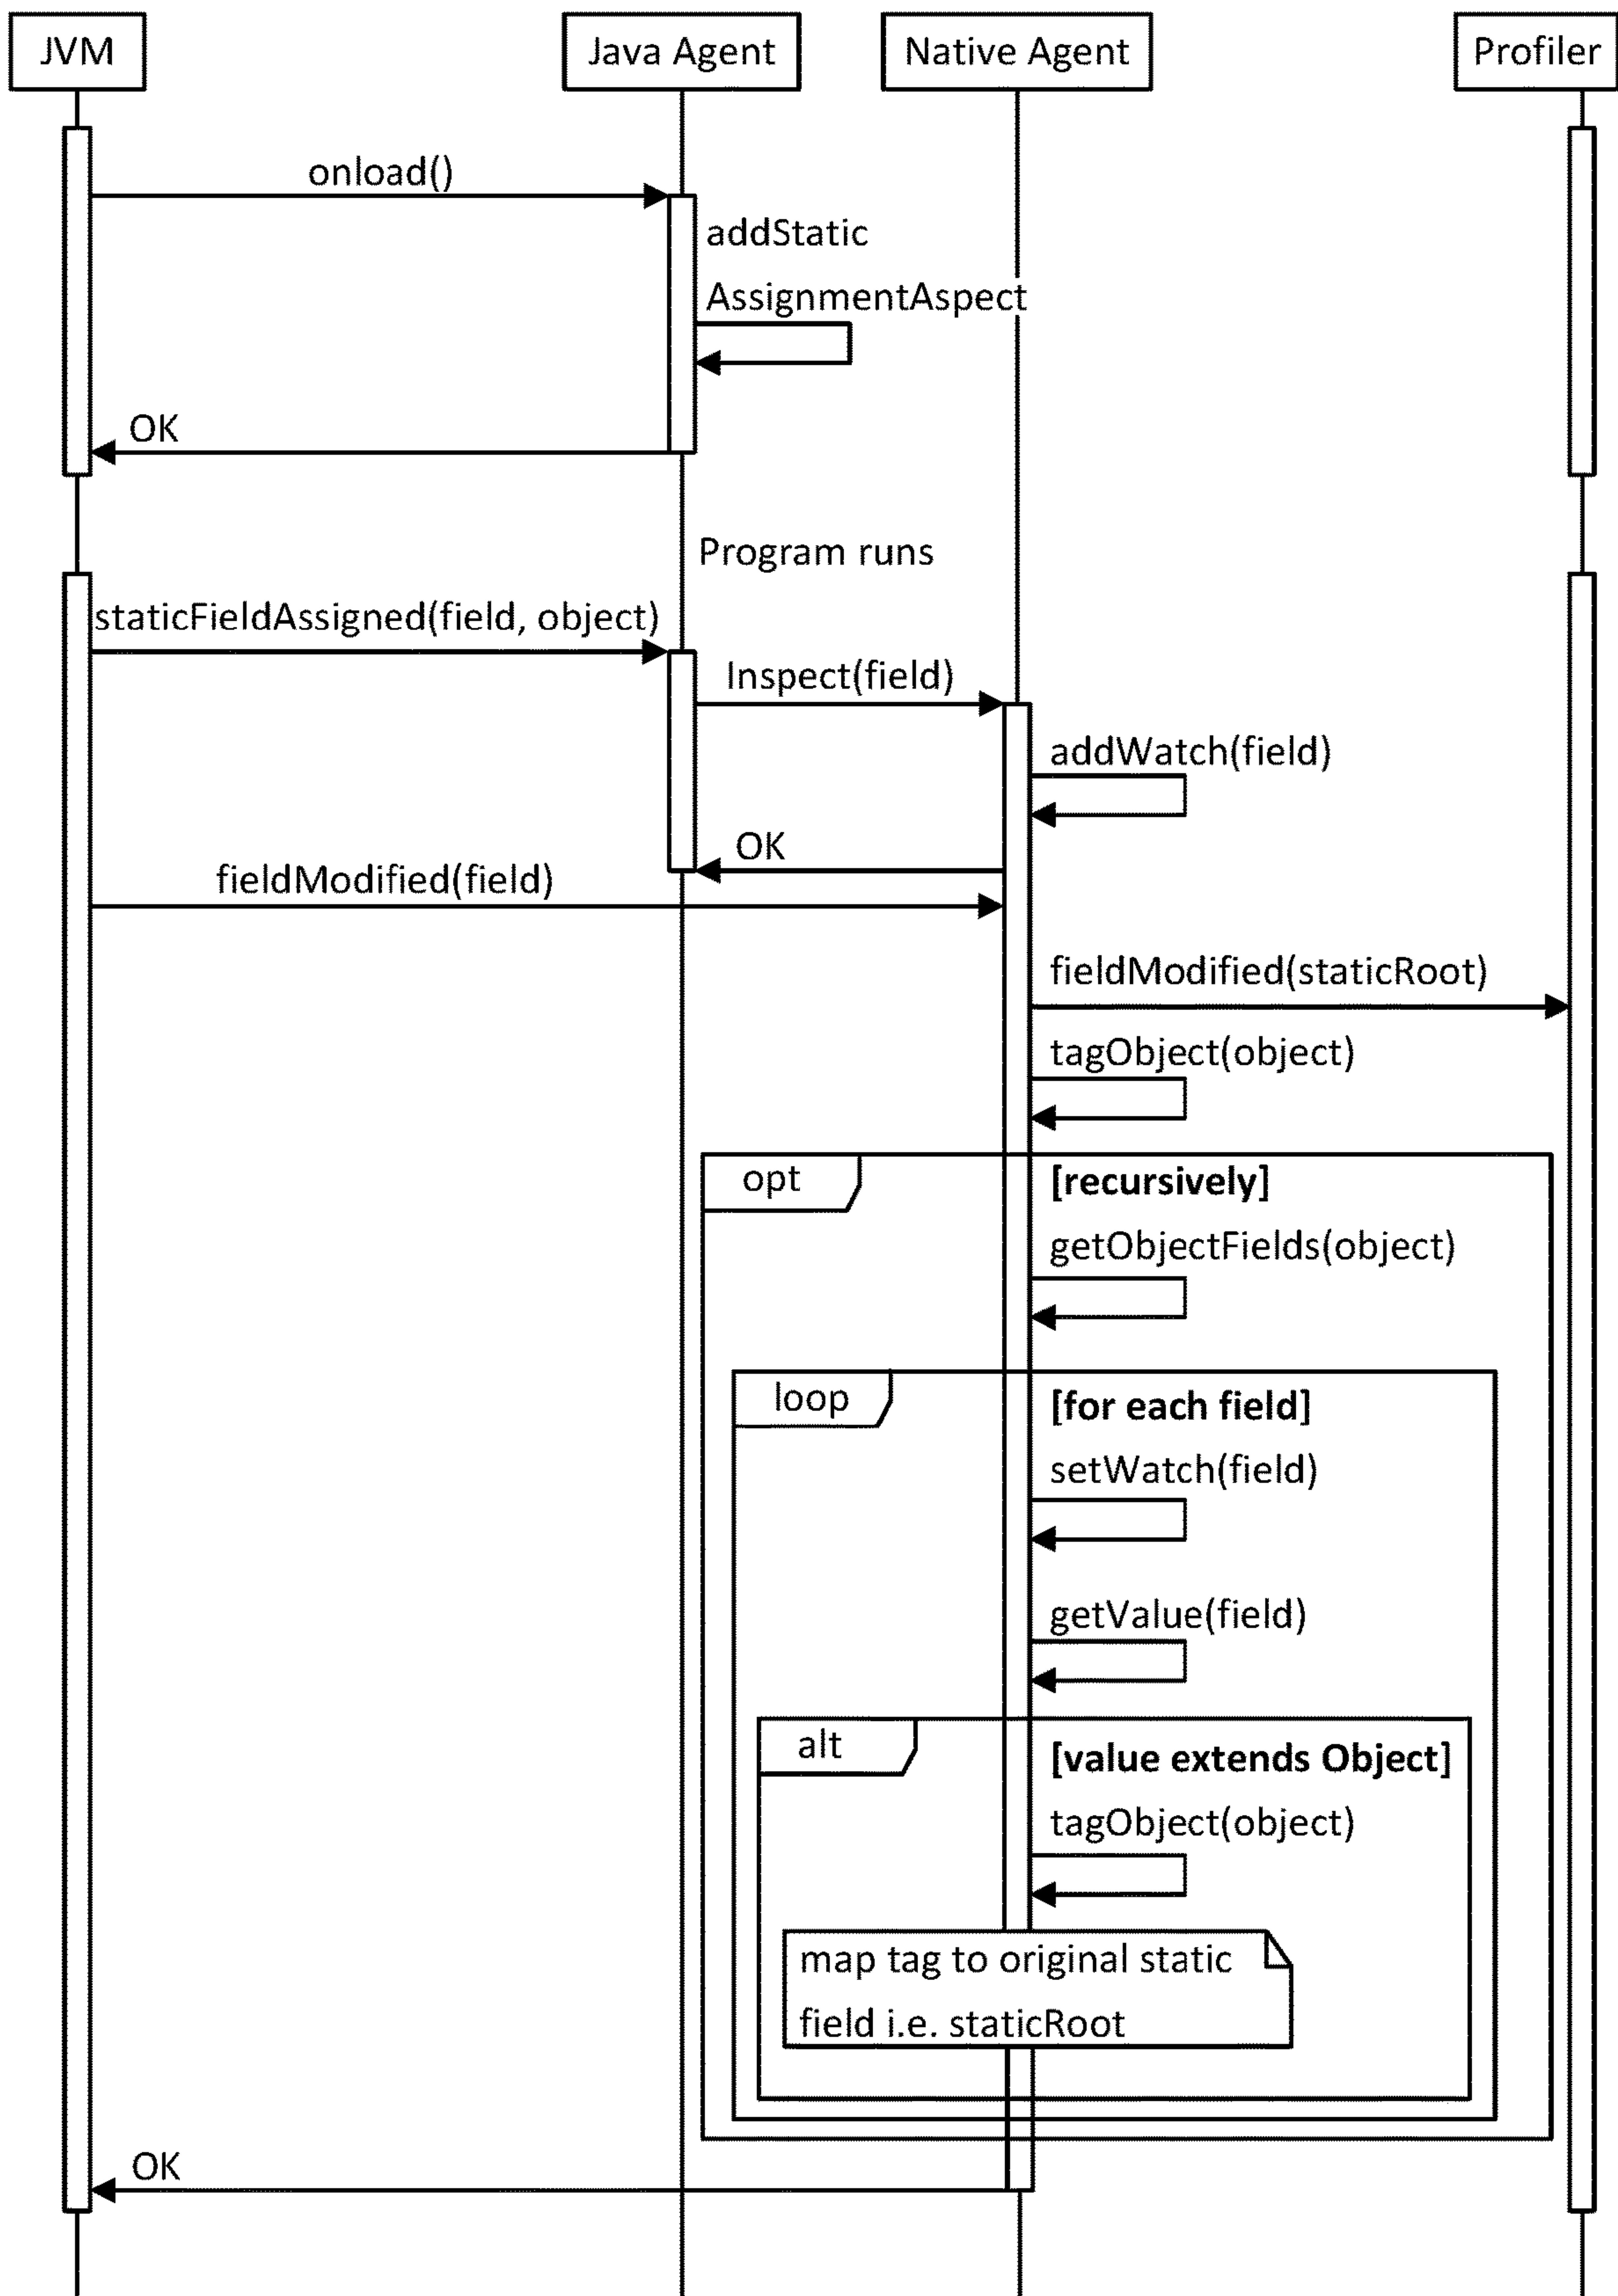 JVM
Java Agent
Native Agent
Profiler
onload()
addStatic
AssignmentAspect
OK
Program runs
staticFieldAssigned(field, object)
Inspect(field)
addWatch(field)
OK
fieldModified(field)
fieldModified(staticRoot)
tagObject(object)
opt
[recursively]
getObjectFields(object)
loop
[for each field]
setWatch(field)
getValue(field)
alt
[value extends Object]
tagObject(object)
map tag to original static
field i.e. staticRoot
OK